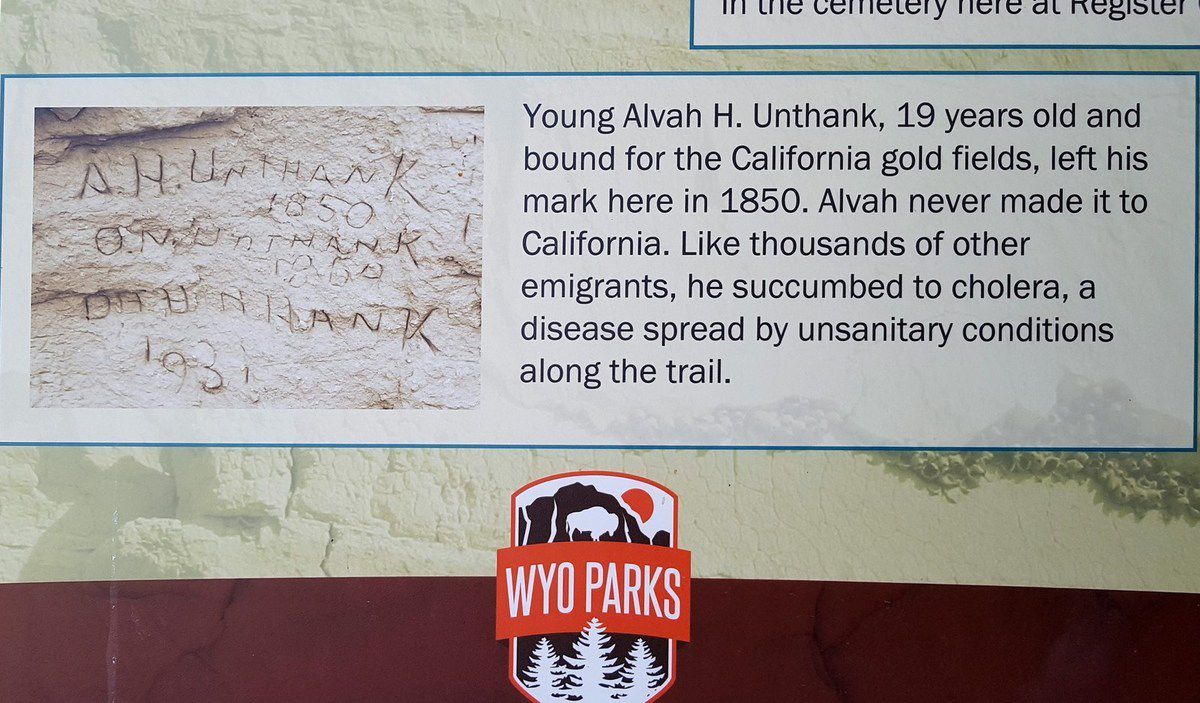 in the cemetery here at Register
A.H. UNTHANK
1850
O.N. UNTHANK
1869
O.B. UNTHANK
1931
Young Alvah H. Unthank, 19 years old and
bound for the California gold fields, left his
mark here in 1850. Alvah never made it to
California. Like thousands of other
emigrants, he succumbed to cholera, a
disease spread by unsanitary conditions
along the trail.
WYO PARKS